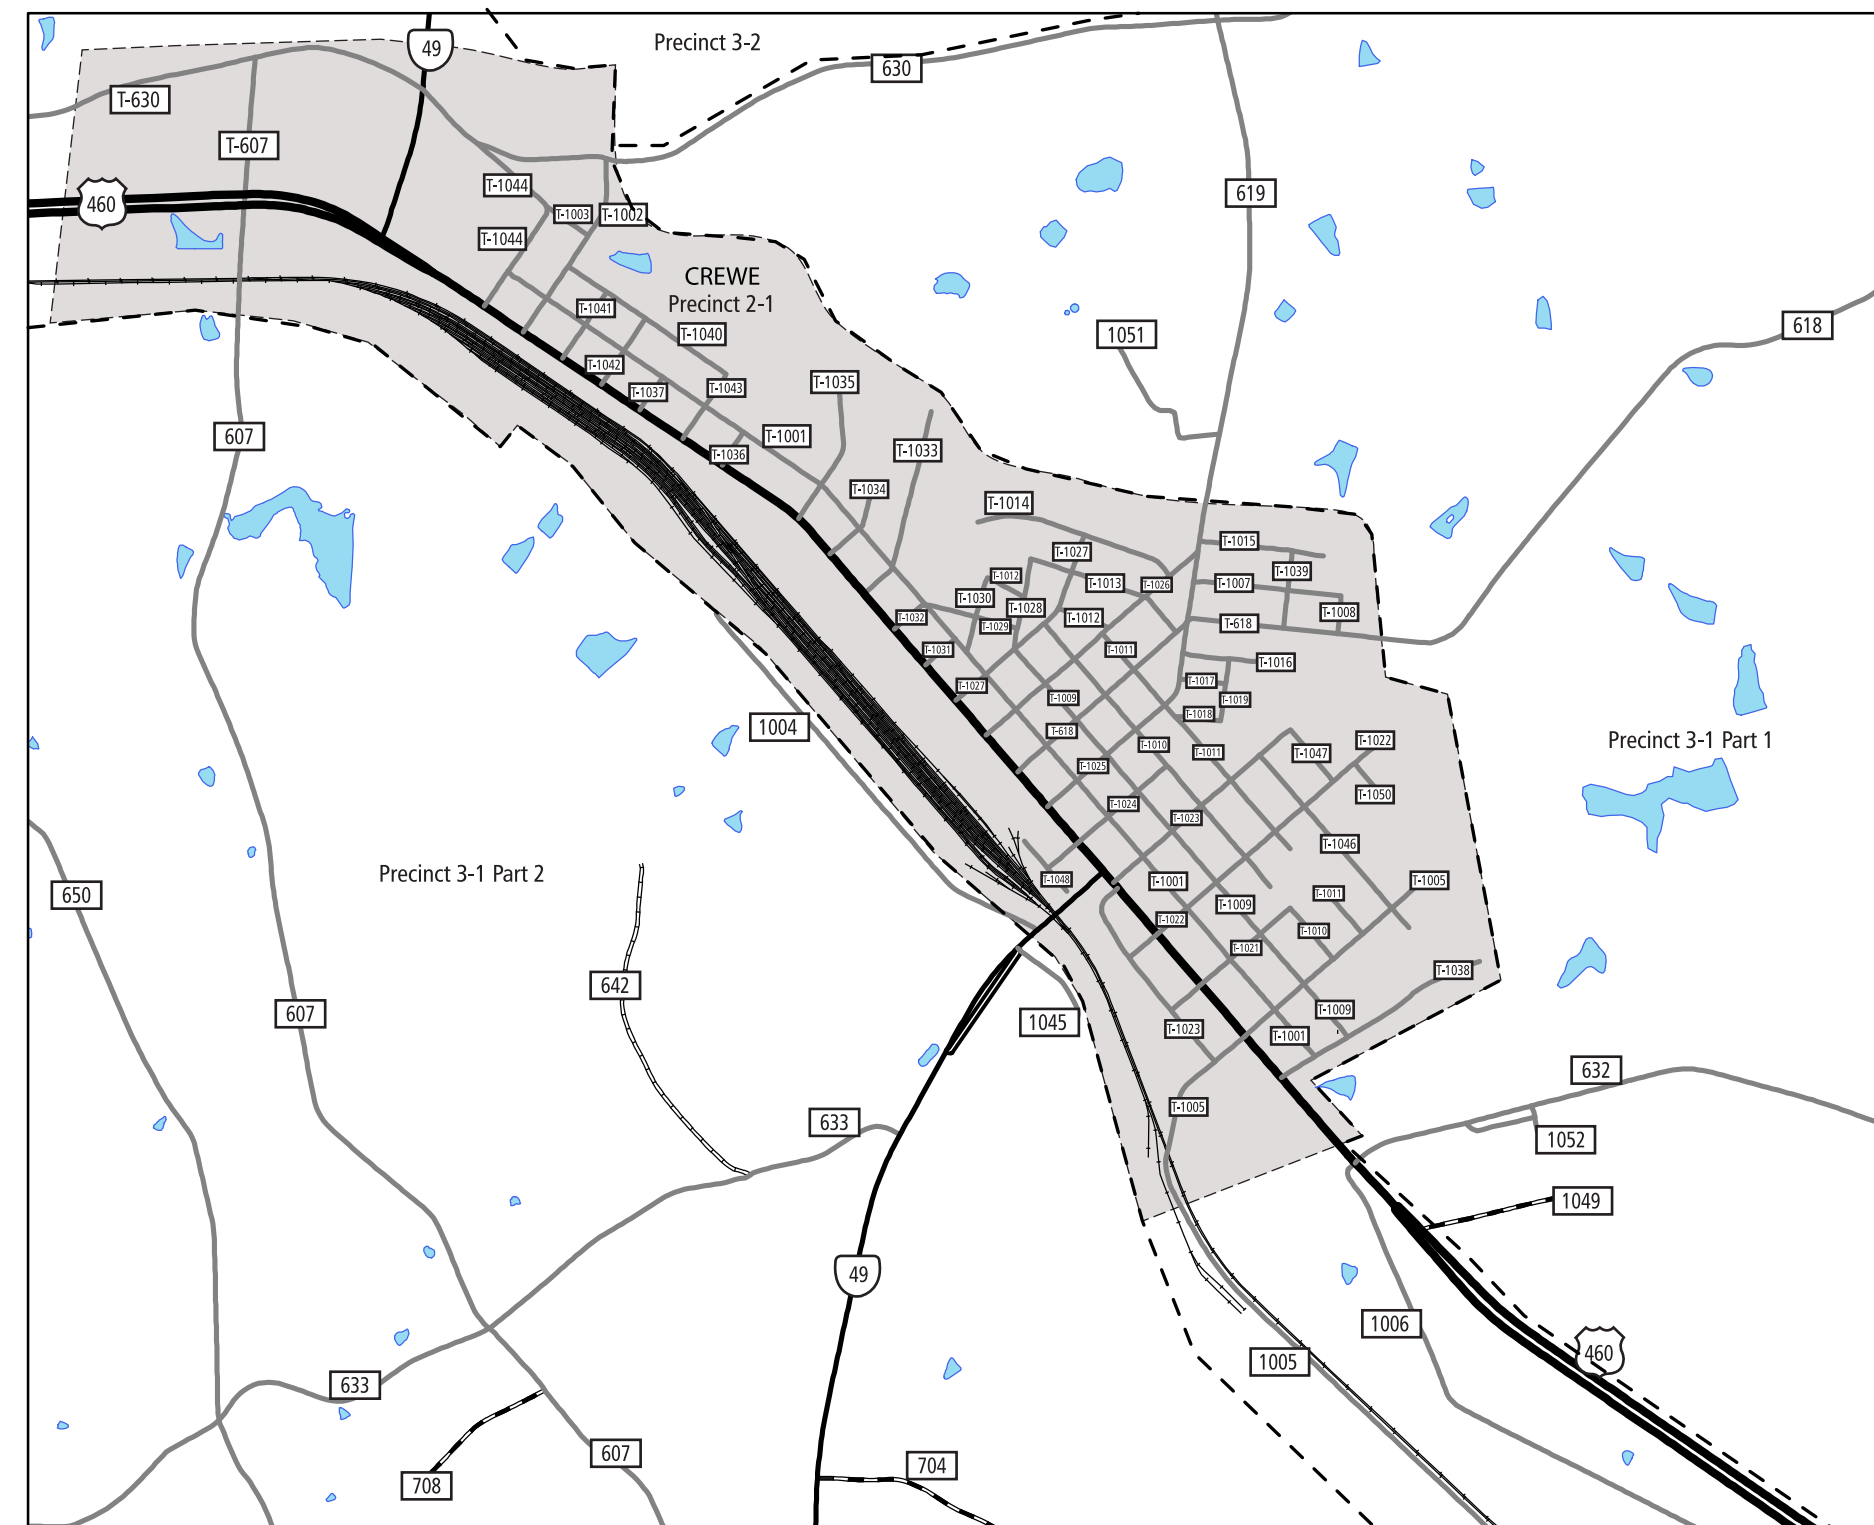 49
Precinct 3-2
630
T-630
T-607
T-1044
619
460
T-1003
T-1002
T-1044
CREWE
Precinct 2-1
T-1041
T-1040
1051
618
T-1042
T-1037
T-1043
T-1035
607
T-1001
T-1036
T-1033
T-1034
T-1014
T-1015
T-1027
T-1039
T-1012
T-1013
T-1026
T-1007
T-1030
T-1028
T-1008
T-1032
T-1029
T-1012
T-618
T-1031
T-1011
T-1016
T-1027
T-1017
T-1009
T-1019
T-1018
1004
T-618
T-1010
T-1011
T-1047
T-1022
Precinct 3-1 Part 1
T-1025
T-1050
T-1024
T-1023
T-1046
Precinct 3-1 Part 2
650
T-1048
T-1001
T-1011
T-1005
T-1009
T-1022
T-1010
T-1021
642
T-1038
607
1045
T-1023
T-1009
T-1001
632
633
T-1005
1052
1049
49
1006
460
1005
633
607
704
708